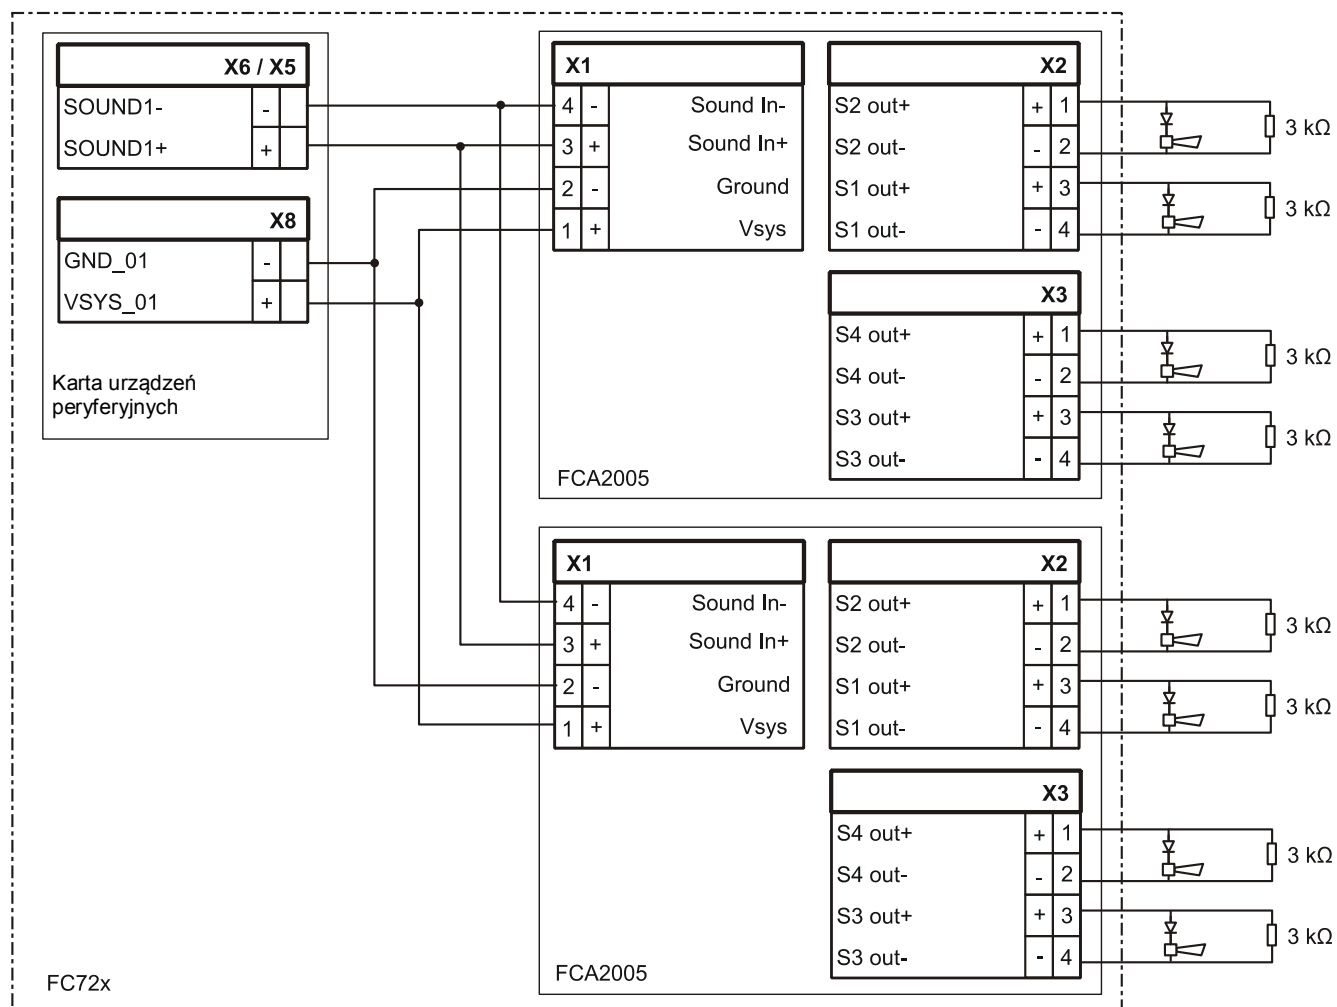 X6 / X5
SOUND1- -
SOUND1+ +
X8
GND_01 -
VSYS_01 +
Karta urządzeń
peryferyjnych
X1
4 - Sound In-
3 + Sound In+
2 - Ground
1 + Vsys
X2
S2 out+ + 1
S2 out- - 2
S1 out+ + 3
S1 out- - 4
3 kΩ
3 kΩ
X3
S4 out+ + 1
S4 out- - 2
S3 out+ + 3
S3 out- - 4
3 kΩ
3 kΩ
FCA2005
X1
4 - Sound In-
3 + Sound In+
2 - Ground
1 + Vsys
X2
S2 out+ + 1
S2 out- - 2
S1 out+ + 3
S1 out- - 4
3 kΩ
3 kΩ
X3
S4 out+ + 1
S4 out- - 2
S3 out+ + 3
S3 out- - 4
3 kΩ
3 kΩ
FCA2005
FC72x